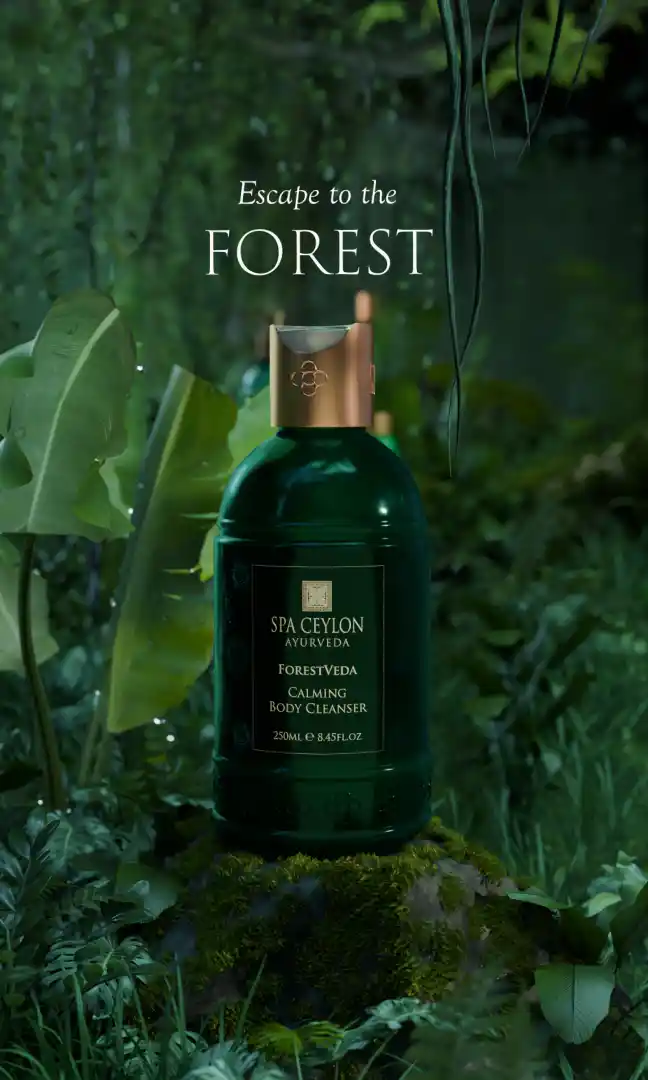 Escape to the
FOREST
SPA CEYLON
AYURVEDA
FORESTVEDA
CALMING
BODY CLEANSER
250ML ℮ 8.45FL.OZ